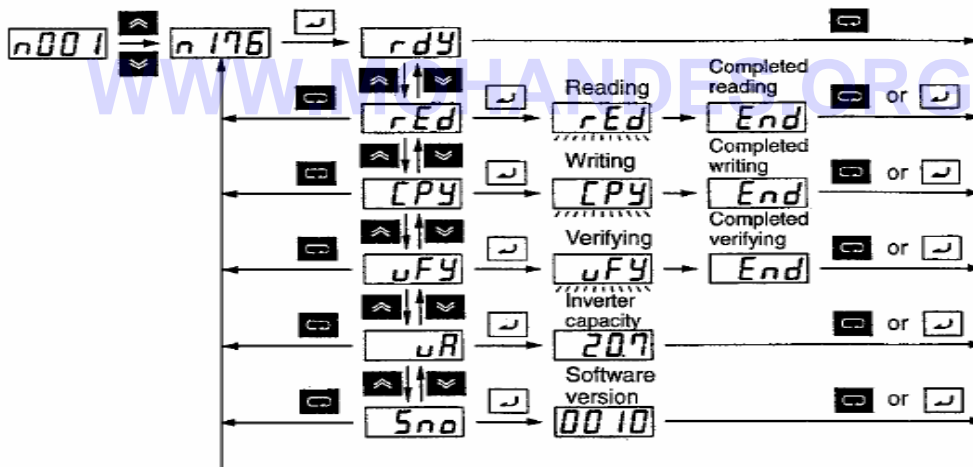 n001 n176 rdY
WWW.MOHANDES.ORG
rEd Reading rEd Completed reading End or
CPY Writing CPY Completed writing End or
uFY Verifying uFY Completed verifying End or
uA Inverter capacity 20.7 or
Sno Software version 0010 or